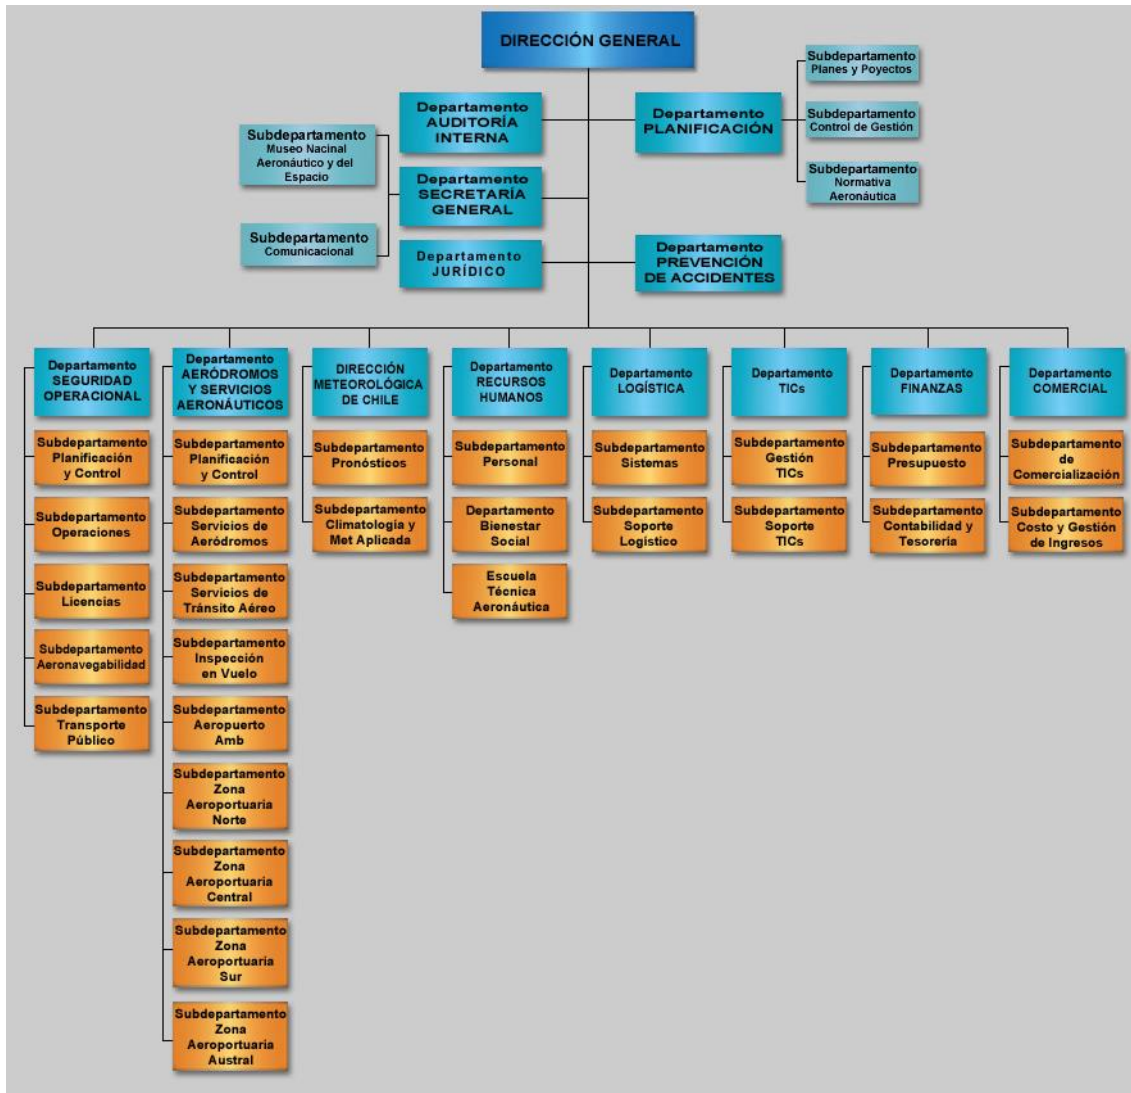 DIRECCIÓN GENERAL
Departamento
AUDITORÍA
INTERNA
Departamento
PLANIFICACIÓN
Subdepartamento
Planes y Poyectos
Subdepartamento
Control de Gestión
Subdepartamento
Normativa
Aeronáutica
Subdepartamento
Museo Nacinal
Aeronáutico y del
Espacio
Departamento
SECRETARÍA
GENERAL
Subdepartamento
Comunicacional
Departamento
JURÍDICO
Departamento
PREVENCIÓN
DE ACCIDENTES
Departamento
SEGURIDAD
OPERACIONAL
Subdepartamento
Planificación
y Control
Subdepartamento
Operaciones
Subdepartamento
Licencias
Subdepartamento
Aeronavegabilidad
Subdepartamento
Transporte
Público
Departamento
AERÓDROMOS
Y SERVICIOS
AERONÁUTICOS
Subdepartamento
Planificación
y Control
Subdepartamento
Servicios de
Aeródromos
Subdepartamento
Servicios de
Tránsito Aéreo
Subdepartamento
Inspección
en Vuelo
Subdepartamento
Aeropuerto
Amb
Subdepartamento
Zona
Aeroportuaria
Norte
Subdepartamento
Zona
Aeroportuaria
Central
Subdepartamento
Zona
Aeroportuaria
Sur
Subdepartamento
Zona
Aeroportuaria
Austral
DIRECCIÓN
METEOROLÓGICA
DE CHILE
Subdepartamento
Pronósticos
Subdepartamento
Climatología y
Met Aplicada
Departamento
RECURSOS
HUMANOS
Subdepartamento
Personal
Departamento
Bienestar
Social
Escuela
Técnica
Aeronáutica
Departamento
LOGÍSTICA
Subdepartamento
Sistemas
Subdepartamento
Soporte
Logístico
Departamento
TICs
Subdepartamento
Gestión
TICs
Subdepartamento
Soporte
TICs
Departamento
FINANZAS
Subdepartamento
Presupuesto
Subdepartamento
Contabilidad y
Tesorería
Departamento
COMERCIAL
Subdepartamento
de
Comercialización
Subdepartamento
Costo y Gestión
de Ingresos